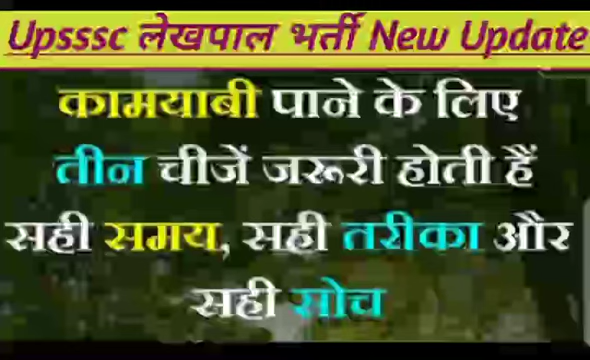 Upsssc लेखपाल भर्ती New Update
कामयाबी पाने के लिए
तीन चीजें जरूरी होती हैं
सही समय, सही तरीका और
सही सोच